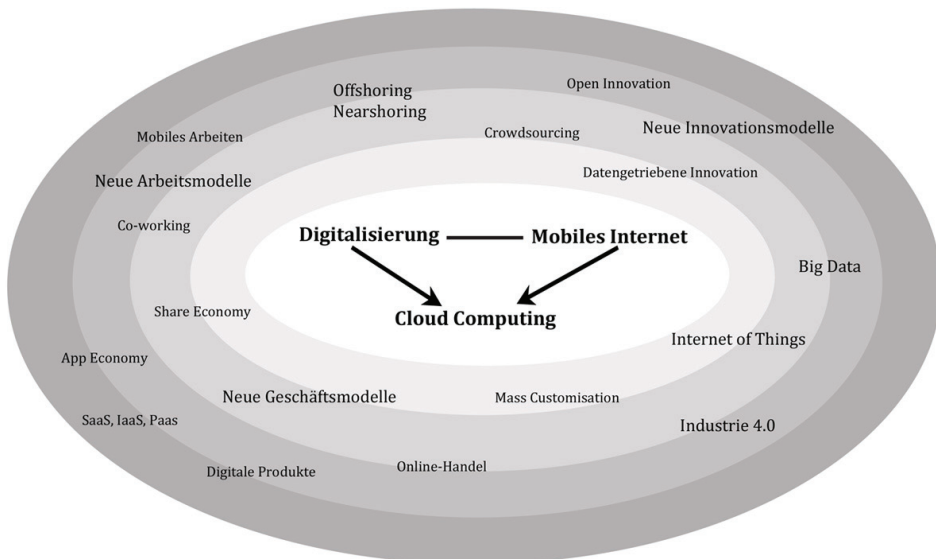 Offshoring
Nearshoring
Open Innovation
Mobiles Arbeiten
Crowdsourcing
Neue Innovationsmodelle
Neue Arbeitsmodelle
Datengetriebene Innovation
Co-working
Digitalisierung
Mobiles Internet
Big Data
Share Economy
Cloud Computing
Internet of Things
App Economy
Neue Geschäftsmodelle
Mass Customisation
SaaS, IaaS, Paas
Industrie 4.0
Digitale Produkte
Online-Handel